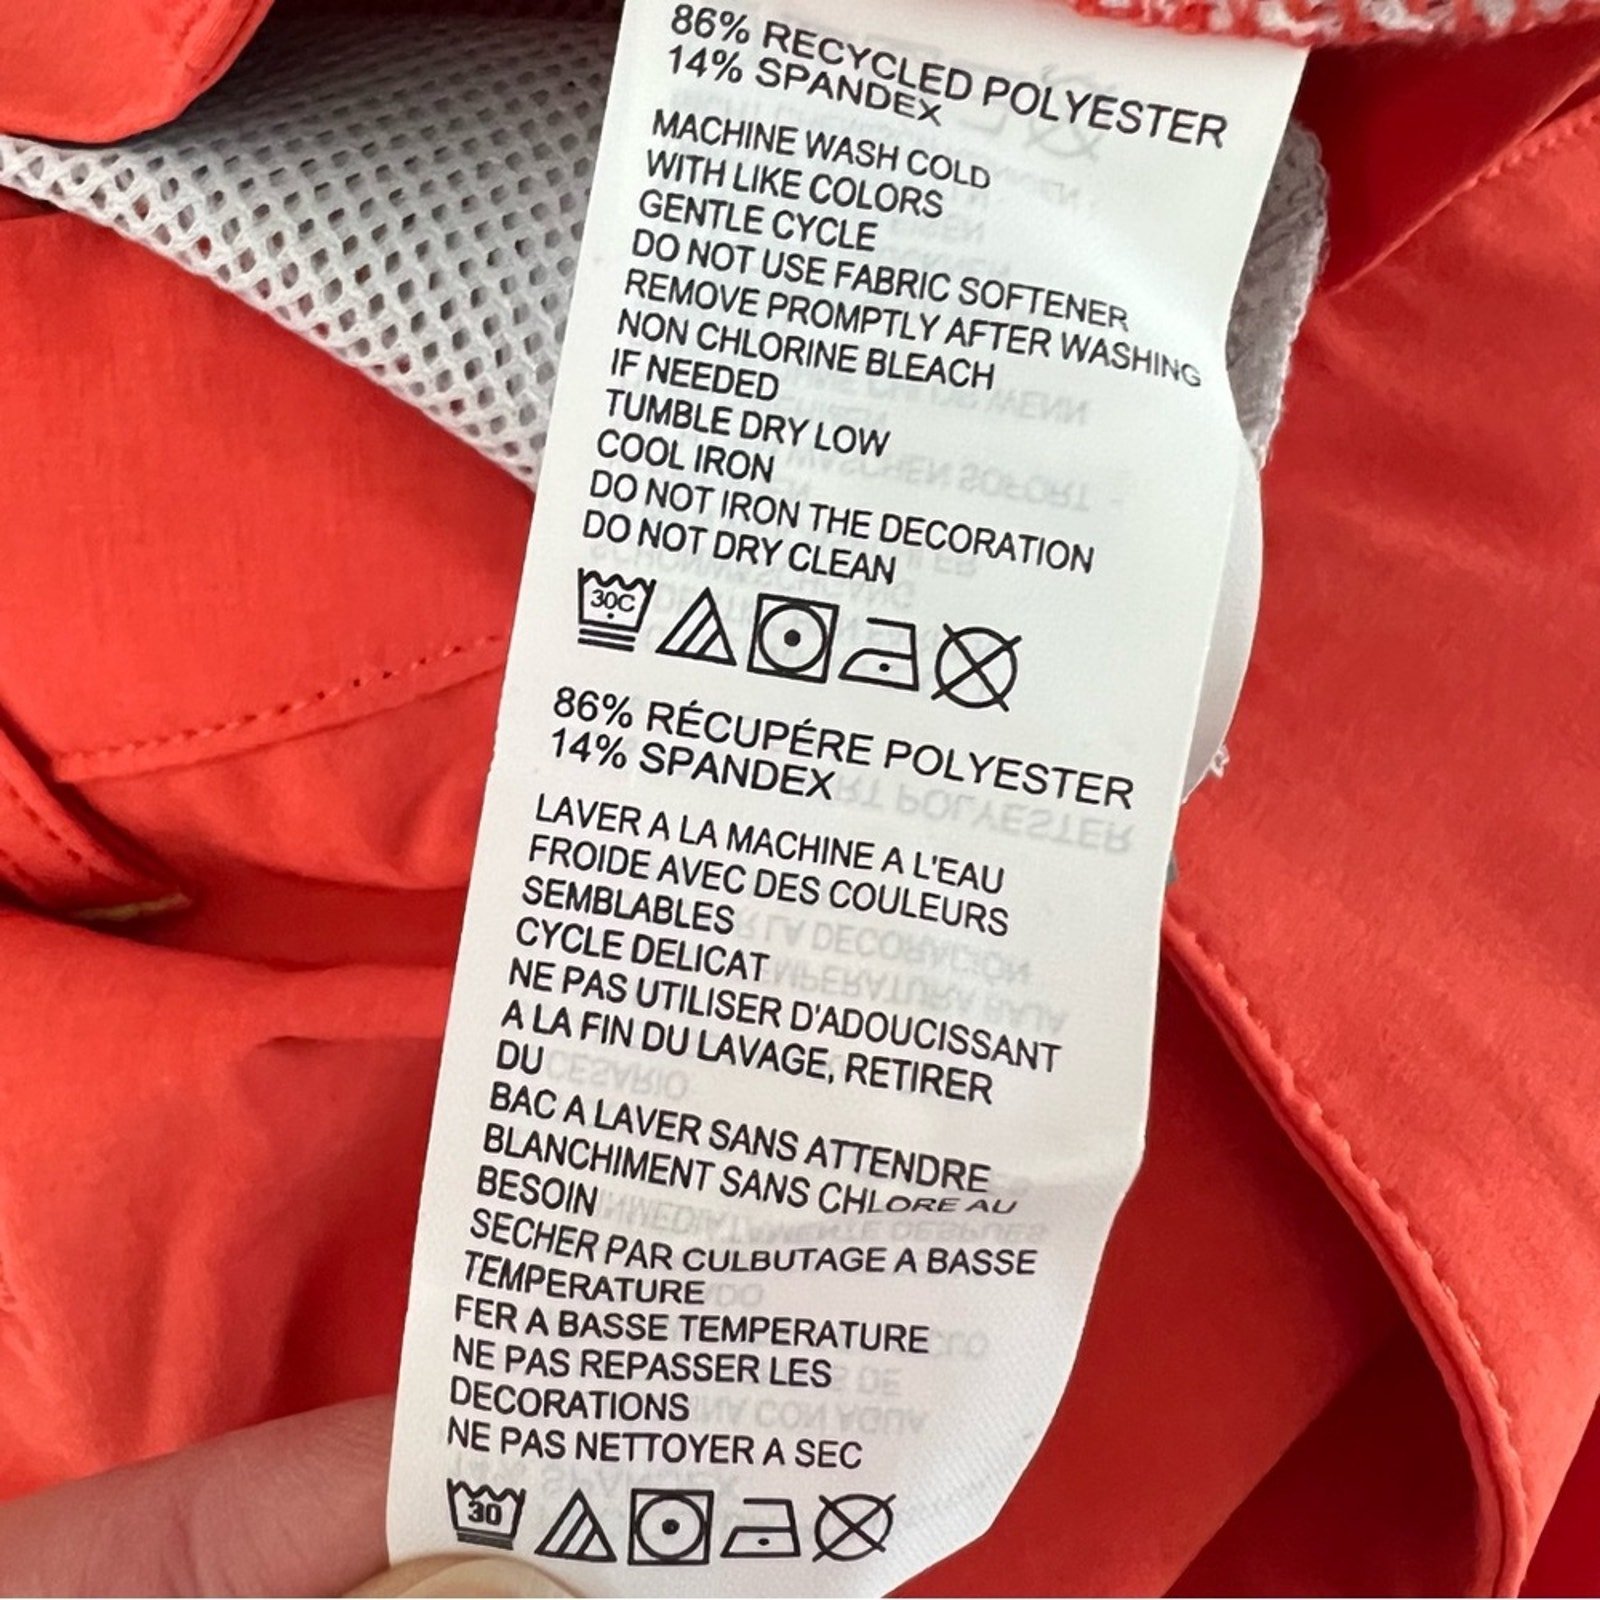 86% RECYCLED POLYESTER
14% SPANDEX
MACHINE WASH COLD
WITH LIKE COLORS
GENTLE CYCLE
DO NOT USE FABRIC SOFTENER
REMOVE PROMPTLY AFTER WASHING
NON CHLORINE BLEACH
IF NEEDED
TUMBLE DRY LOW
COOL IRON
DO NOT IRON THE DECORATION
DO NOT DRY CLEAN
30C
86% RÉCUPÉRE POLYESTER
14% SPANDEX
LAVER A LA MACHINE A L'EAU
FROIDE AVEC DES COULEURS
SEMBLABLES
CYCLE DELICAT
NE PAS UTILISER D'ADOUCISSANT
A LA FIN DU LAVAGE, RETIRER
DU
BAC A LAVER SANS ATTENDRE
BLANCHIMENT SANS CHLORE AU
BESOIN
SECHER PAR CULBUTAGE A BASSE
TEMPERATURE
FER A BASSE TEMPERATURE
NE PAS REPASSER LES
DECORATIONS
NE PAS NETTOYER A SEC
30